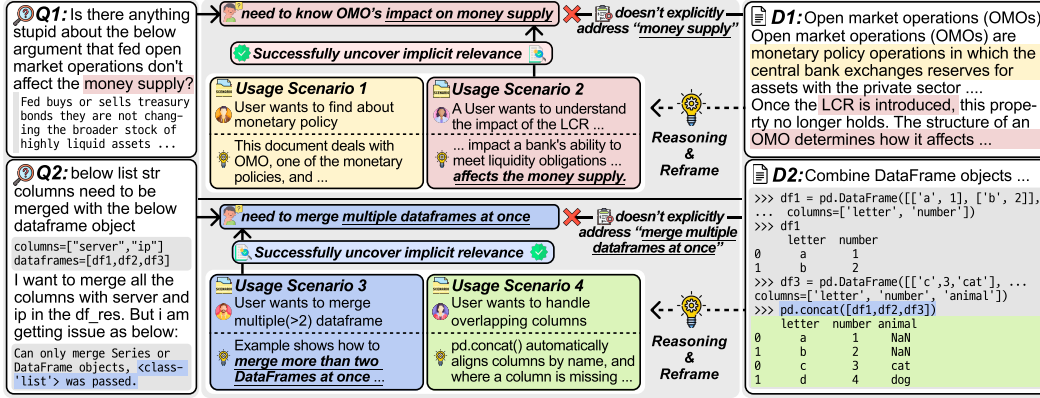 Q1: Is there anything
stupid about the below
argument that fed open
market operations don't
affect the money supply?
Fed buys or sells treasury
bonds they are not chang-
ing the broader stock of
highly liquid assets ...
need to know OMO's impact on money supply
doesn't explicitly
address "money supply"
Successfully uncover implicit relevance
Usage Scenario 1
User wants to find about
monetary policy
This document deals with
OMO, one of the monetary
policies, and ...
Usage Scenario 2
A User wants to understand
the impact of the LCR ...
... impact a bank's ability to
meet liquidity obligations ...
affects the money supply.
Reasoning
&
Reframe
D1: Open market operations (OMOs)
Open market operations (OMOs) are
monetary policy operations in which the
central bank exchanges reserves for
assets with the private sector ....
Once the LCR is introduced, this prope-
rty no longer holds. The structure of an
OMO determines how it affects ...
Q2: below list str
columns need to be
merged with the below
dataframe object
columns=["server","ip"]
dataframes=[df1,df2,df3]
I want to merge all the
columns with server and
ip in the df_res. But i am
getting issue as below:
Can only merge Series or
DataFrame objects, <class-
'list'> was passed.
need to merge multiple dataframes at once
doesn't explicitly
address "merge multiple
dataframes at once"
Successfully uncover implicit relevance
Usage Scenario 3
User wants to merge
multiple(>2) dataframe
Example shows how to
merge more than two
DataFrames at once ...
Usage Scenario 4
User wants to handle
overlapping columns
pd.concat() automatically
aligns columns by name, and
where a column is missing ...
Reasoning
&
Reframe
D2: Combine DataFrame objects ...
>>> df1 = pd.DataFrame([['a', 1], ['b', 2]],
... columns=['letter', 'number'])
>>> df1
letter number
0 a 1
1 b 2
>>> df3 = pd.DataFrame([['c',3,'cat'], ...
columns=['letter', 'number', 'animal'])
>>> pd.concat([df1,df2,df3])
letter number animal
0 a 1 NaN
1 b 2 NaN
0 c 3 cat
1 d 4 dog